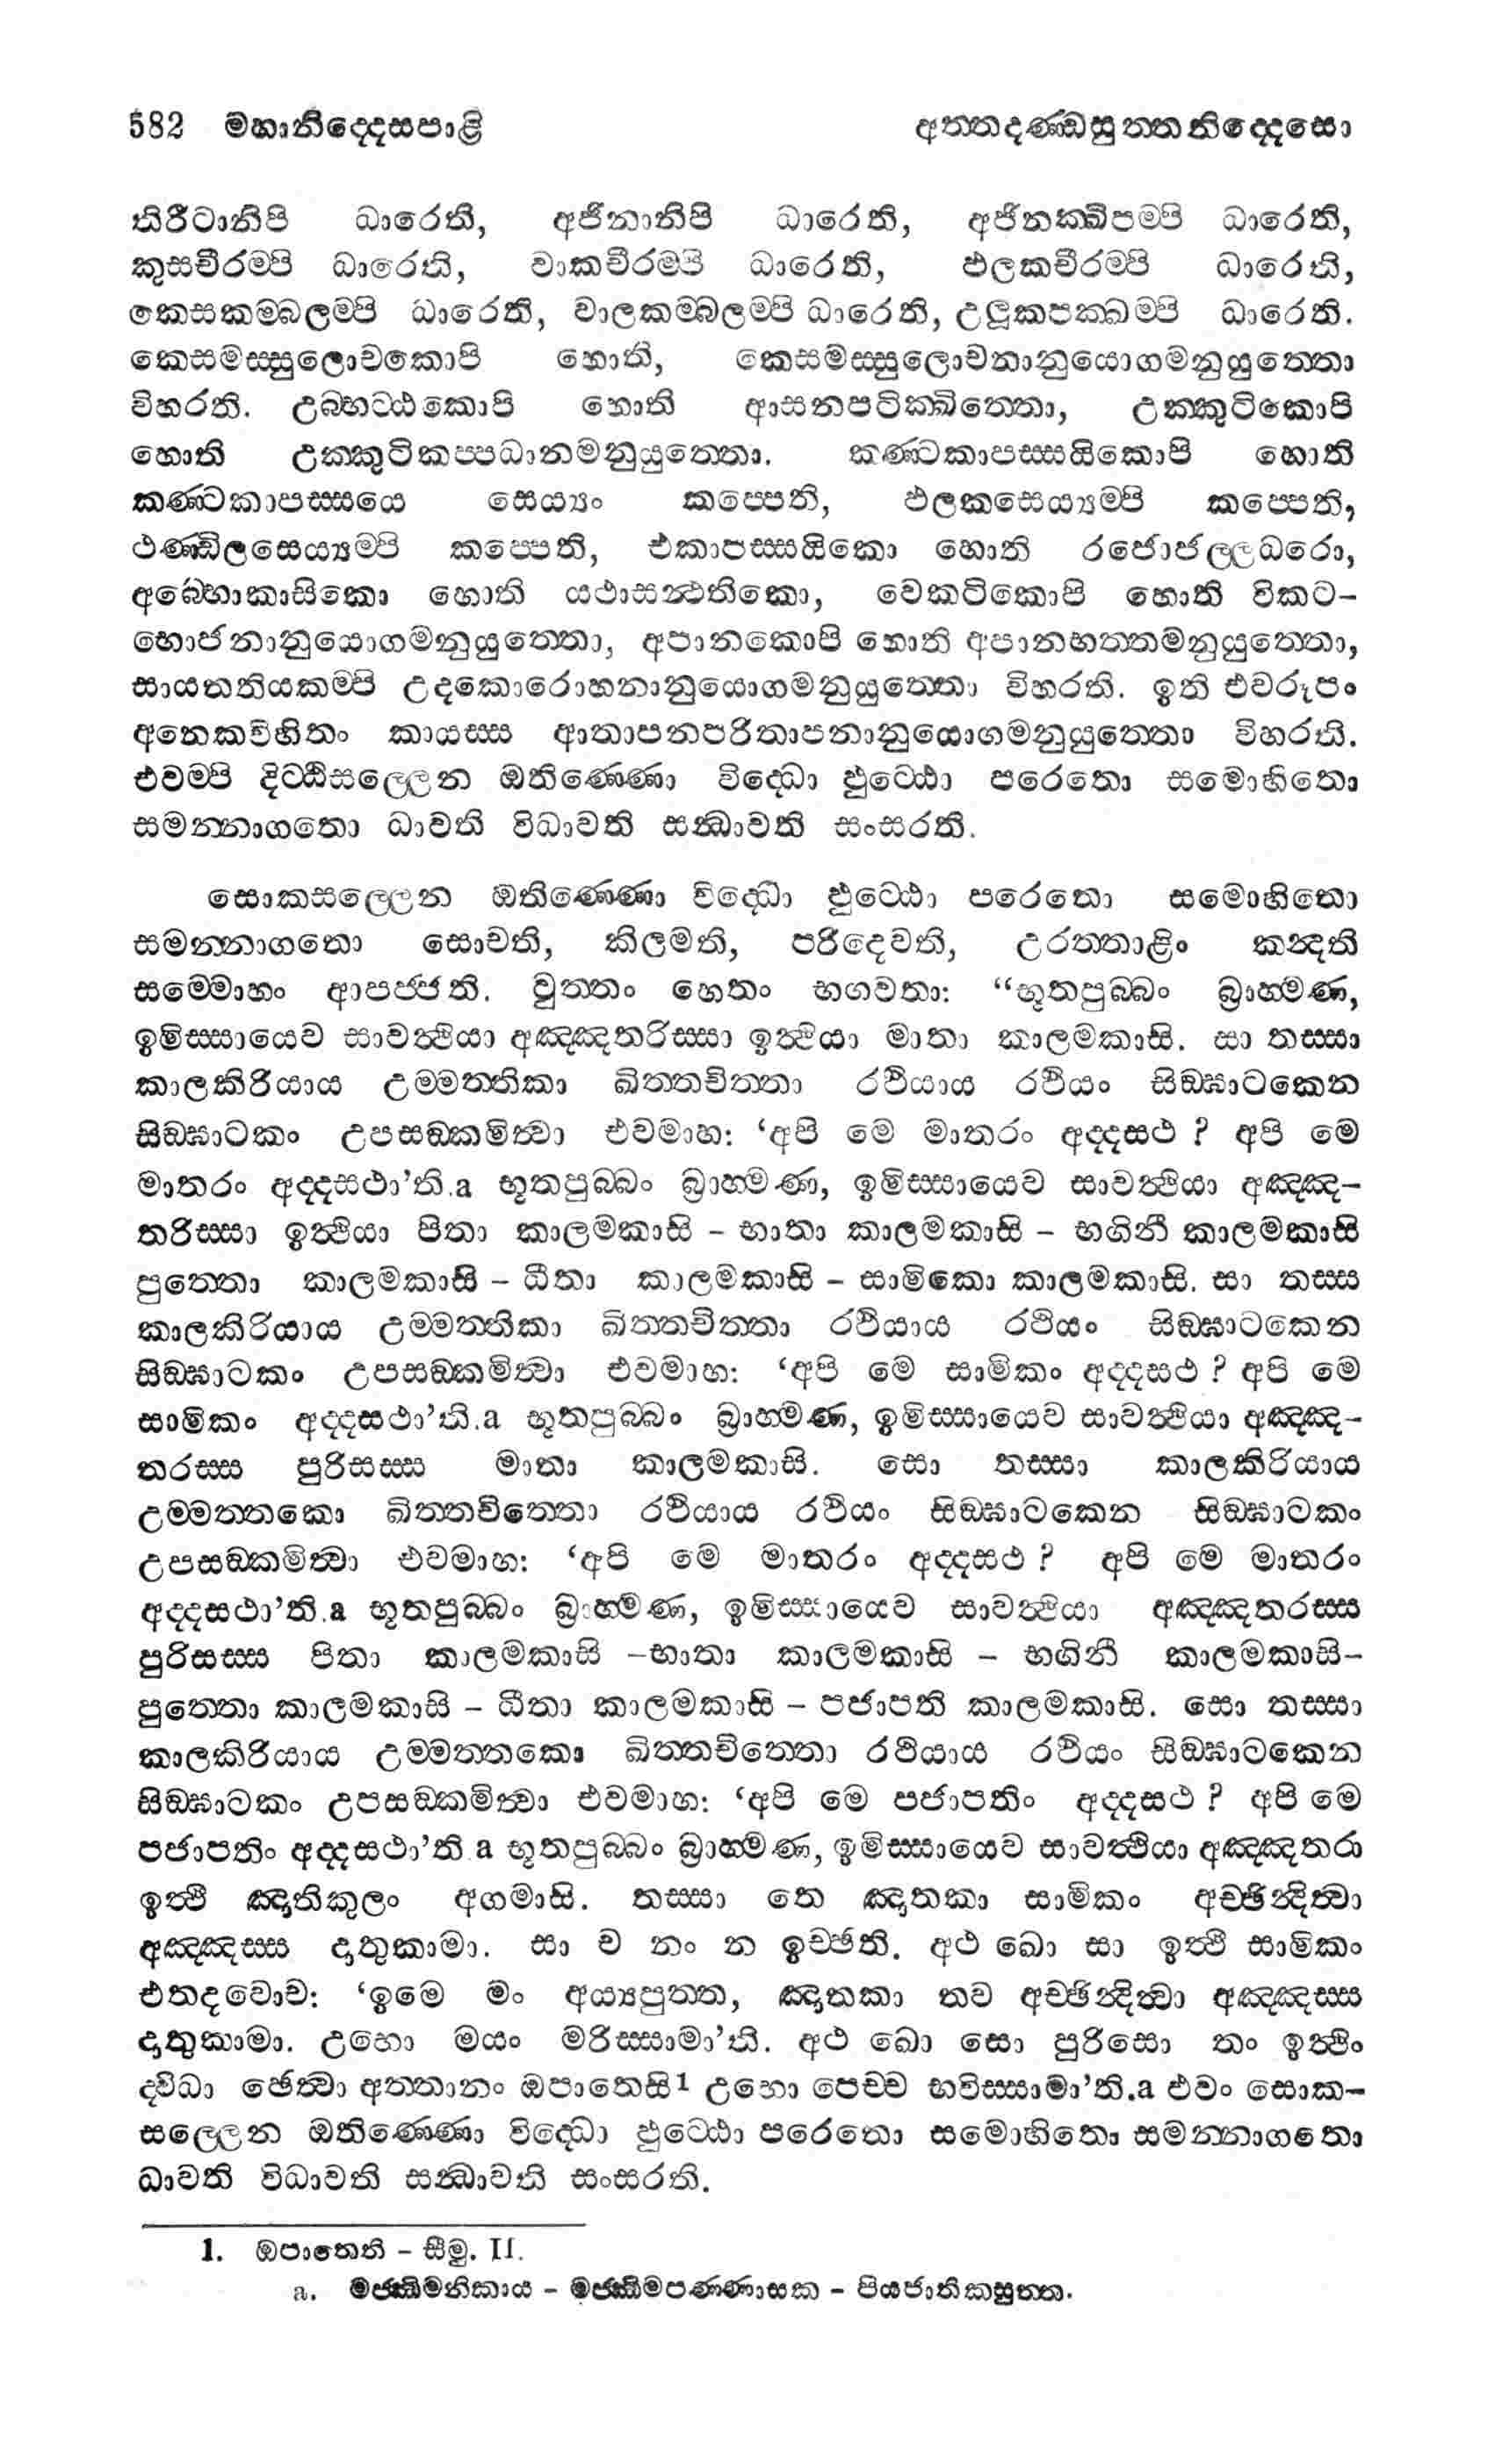 582 මහානිද්දෙසපාළි අත්තදණ්ඩසුත්තනිද්දෙසො
තිරීටානිපි ධාරෙති, අජිනානිපි ධාරෙති, අජිනක්ඛිපම්පි ධාරෙති,
කුසචීරම්පි ධාරෙති, වාකචීරම්පි ධාරෙති, ඵලකචීරම්පි ධාරෙති,
කෙසකම්බලම්පි ධාරෙති, වාලකම්බලම්පි ධාරෙති, උලූකපක්ඛම්පි ධාරෙති.
කෙසමස්සුලොචකොපි හොති, කෙසමස්සුලොචනානුයොගමනුයුත්තො
විහරති. උබ්භට්ඨකොපි හොති ආසනපටික්ඛිත්තො, උක්කුටිකොපි
හොති උක්කුටිකප්පධානමනුයුත්තො. කණ්ටකාපස්සයිකොපි හොති
කණ්ටකාපස්සයෙ සෙය්‍යං කප්පෙති, ඵලකසෙය්‍යම්පි කප්පෙති,
ථණ්ඩිලසෙය්‍යම්පි කප්පෙති, එකාපස්සයිකො හොති රජොජල්ලධරො,
අබ්භොකාසිකො හොති යථාසන්ථතිකො, වෙකටිකොපි හොති විකට-
භොජනානුයොගමනුයුත්තො, අපානකොපි හොති අපානභත්තමනුයුත්තො,
සායතතියකම්පි උදකොරොහනානුයොගමනුයුත්තො විහරති. ඉති එවරූපං
අනෙකවිහිතං කායස්ස ආතාපනපරිතාපනානුයොගමනුයුත්තො විහරති.
එවම්පි දිට්ඨිසල්ලෙන ඔතිණ්ණො විද්ධො ඵුට්ඨො පරෙතො සමොහිතො
සමන්නාගතො ධාවති විධාවති සන්ධාවති සංසරති.
සොකසල්ලෙන ඔතිණ්ණො විද්ධො ඵුට්ඨො පරෙතො සමොහිතො
සමන්නාගතො සොචති, කිලමති, පරිදෙවති, උරත්තාළිං කන්දති
සම්මොහං ආපජ්ජති. වුත්තං හෙතං භගවතා: “භූතපුබ්බං බ්‍රාහ්මණ,
ඉමිස්සායෙව සාවත්ථියා අඤ්ඤතරිස්සා ඉත්ථියා මාතා කාලමකාසි. සා තස්සා
කාලකිරියාය උම්මත්තිකා ඛිත්තචිත්තා රථියාය රථියං සිඞ්ඝාටකෙන
සිඞ්ඝාටකං උපසඞ්කමිත්වා එවමාහ: ‘අපි මෙ මාතරං අද්දසථ ? අපි මෙ
මාතරං අද්දසථා’ති.a භූතපුබ්බං බ්‍රාහ්මණ, ඉමිස්සායෙව සාවත්ථියා අඤ්ඤ-
තරිස්සා ඉත්ථියා පිතා කාලමකාසි – භාතා කාලමකාසි – භගිනී කාලමකාසි
පුත්තො කාලමකාසි – ධීතා කාලමකාසි – සාමිකො කාලමකාසි. සා තස්ස
කාලකිරියාය උම්මත්තිකා ඛිත්තචිත්තා රථියාය රථියං සිඞ්ඝාටකෙන
සිඞ්ඝාටකං උපසඞ්කමිත්වා එවමාහ: ‘අපි මෙ සාමිකං අද්දසථ ? අපි මෙ
සාමිකං අද්දසථා’ති.a භූතපුබ්බං බ්‍රාහ්මණ, ඉමිස්සායෙව සාවත්ථියා අඤ්ඤ-
තරස්ස පුරිසස්ස මාතා කාලමකාසි. සො තස්සා කාලකිරියාය
උම්මත්තකො ඛිත්තචිත්තො රථියාය රථියං සිඞ්ඝාටකෙන සිඞ්ඝාටකං
උපසඞ්කමිත්වා එවමාහ: ‘අපි මෙ මාතරං අද්දසථ ? අපි මෙ මාතරං
අද්දසථා’ති.a භූතපුබ්බං බ්‍රාහ්මණ, ඉමිස්සායෙව සාවත්ථියා අඤ්ඤතරස්ස
පුරිසස්ස පිතා කාලමකාසි –භාතා කාලමකාසි – භගිනී කාලමකාසි–
පුත්තො කාලමකාසි – ධීතා කාලමකාසි – පජාපති කාලමකාසි. සො තස්සා
කාලකිරියාය උම්මත්තකො ඛිත්තචිත්තො රථියාය රථියං සිඞ්ඝාටකෙන
සිඞ්ඝාටකං උපසඞ්කමිත්වා එවමාහ: ‘අපි මෙ පජාපතිං අද්දසථ ? අපි මෙ
පජාපතිං අද්දසථා’ති a භූතපුබ්බං බ්‍රාහ්මණ, ඉමිස්සායෙව සාවත්ථියා අඤ්ඤතරා
ඉත්ථී ඤාතිකුලං අගමාසි. තස්සා තෙ ඤාතකා සාමිකං අච්ඡින්දිත්වා
අඤ්ඤස්ස දාතුකාමා. සා ච නං න ඉච්ඡති. අථ ඛො සා ඉත්ථී සාමිකං
එතදවොච: ‘ඉමෙ මං අය්‍යපුත්ත, ඤාතකා තව අච්ඡින්දිත්වා අඤ්ඤස්ස
දාතුකාමා. උහො මයං මරිස්සාමා’ති. අථ ඛො සො පුරිසො තං ඉත්ථිං
ද්විධා ඡෙත්වා අත්තානං ඔපාතෙසි1 උහො පෙච්ච භවිස්සාමා’ති.a එවං සොක-
සල්ලෙන ඔතිණ්ණො විද්ධො ඵුට්ඨො පරෙතො සමොහිතො සමන්නාගතො
ධාවති විධාවති සන්ධාවති සංසරති.
1. ඔපාතෙති – සීමු. II.
a. මජ්ඣිමනිකාය – මජ්ඣිමපණ්ණාසක – පියජාතිකසුත්ත.